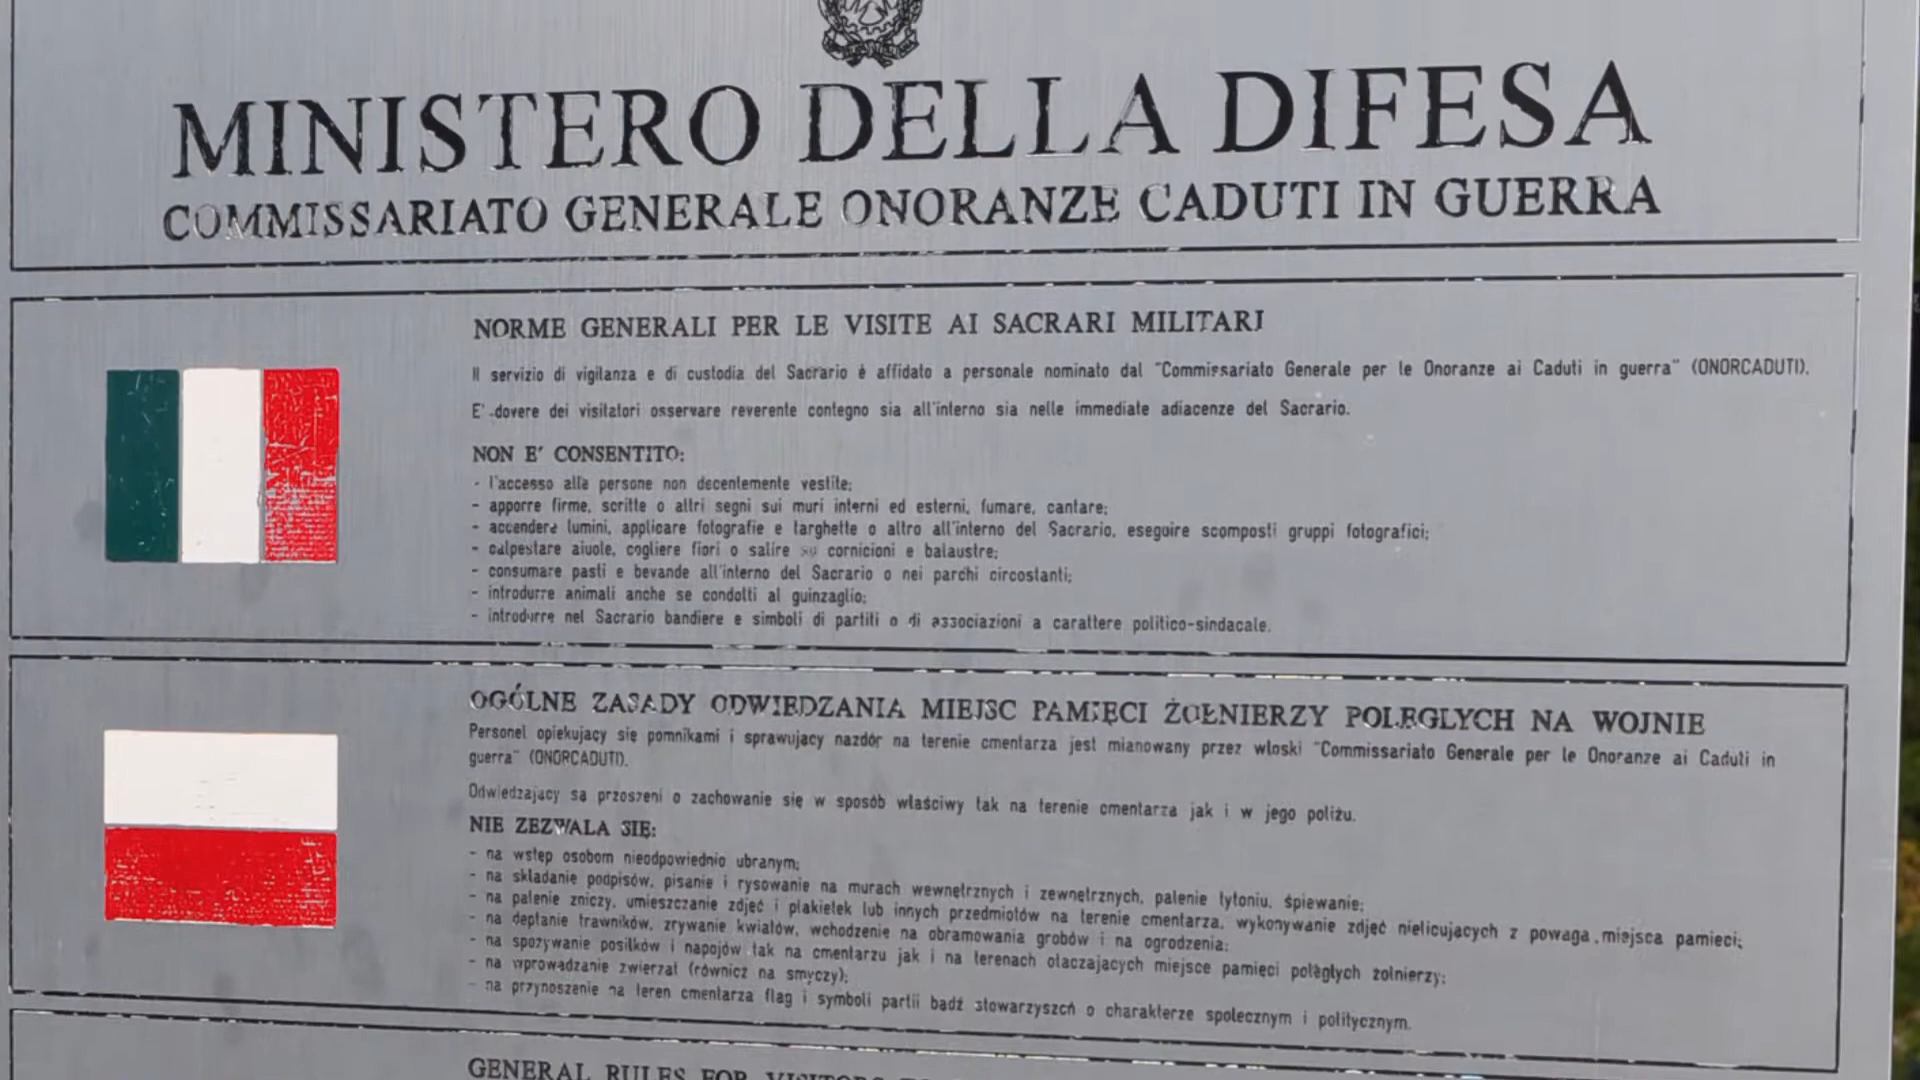 MINISTERO DELLA DIFESA
COMMISSARIATO GENERALE ONORANZE CADUTI IN GUERRA
NORME GENERALI PER LE VISITE AI SACRARI MILITARI
Il servizio di vigilanza e di custodia del Sacrario è affidato a personale nominato dal "Commissariato Generale per le Onoranze ai Caduti in guerra" (ONORCADUTI).
E' dovere dei visitatori osservare reverente contegno sia all'interno sia nelle immediate adiacenze del Sacrario.
NON E' CONSENTITO:
- l'accesso alle persone non decentemente vestite;
- apporre firme, scritte o altri segni sui muri interni ed esterni, fumare, cantare;
- accendere lumini, applicare fotografie e targhette o altro all'interno del Sacrario, eseguire scomposti gruppi fotografici;
- calpestare aiuole, cogliere fiori o salire su cornicioni e balaustre;
- consumare pasti e bevande all'interno del Sacrario o nei parchi circostanti;
- introdurre animali anche se condotti al guinzaglio;
- introdurre nel Sacrario bandiere e simboli di partiti o di associazioni a carattere politico-sindacale.
OGÓLNE ZASADY ODWIEDZANIA MIEJSC PAMIĘCI ŻOŁNIERZY POLEGŁYCH NA WOJNIE
Personel opiekujący się pomnikami i sprawujący nazdór na terenie cmentarza jest mianowany przez włoski "Commissariato Generale per le Onoranze ai Caduti in
guerra" (ONORCADUTI).
Odwiedzający są przoszeni o zachowanie się w sposób właściwy tak na terenie cmentarza jak i w jego pobliżu.
NIE ZEZWALA SIĘ:
- na wstęp osobom nieodpowiednio ubranym;
- na składanie podpisów, pisanie i rysowanie na murach wewnętrznych i zewnętrznych, palenie tytoniu, śpiewanie;
- na palenie zniczy, umieszczanie zdjęć i plakietek lub innych przedmiotów na terenie cmentarza, wykonywanie zdjęć nielicujących z powagą miejsca pamięci;
- na deptanie trawników, zrywanie kwiatów, wchodzenie na obramowania grobów i na ogrodzenia;
- na spożywanie posiłków i napojów tak na cmentarzu jak i na terenach otaczających miejsce pamięci poległych żołnierzy;
- na wprowadzanie zwierząt (również na smyczy);
- na przynoszenie na teren cmentarza flag i symboli partii bądź stowarzyszeń o charakterze społecznym i politycznym.
GENERAL RULES FOR VISITORS